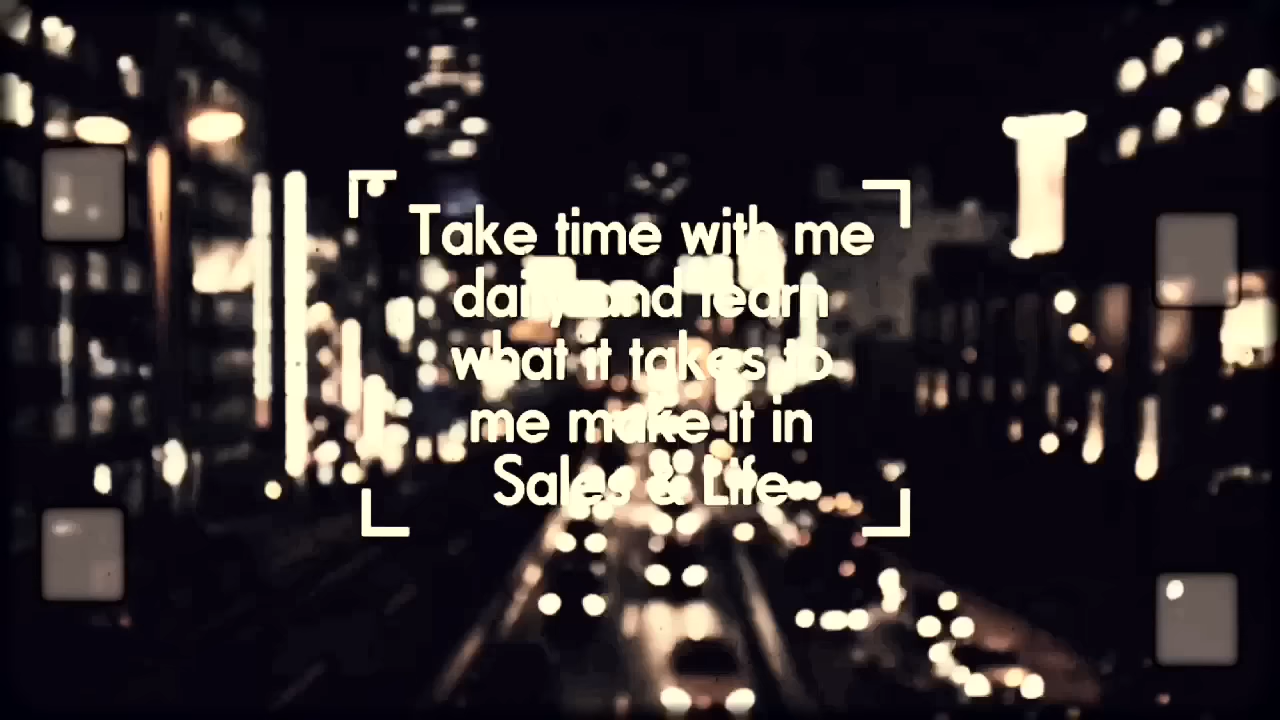 Take time with me
daily and learn
what it takes to
me make it in
Sales & Life